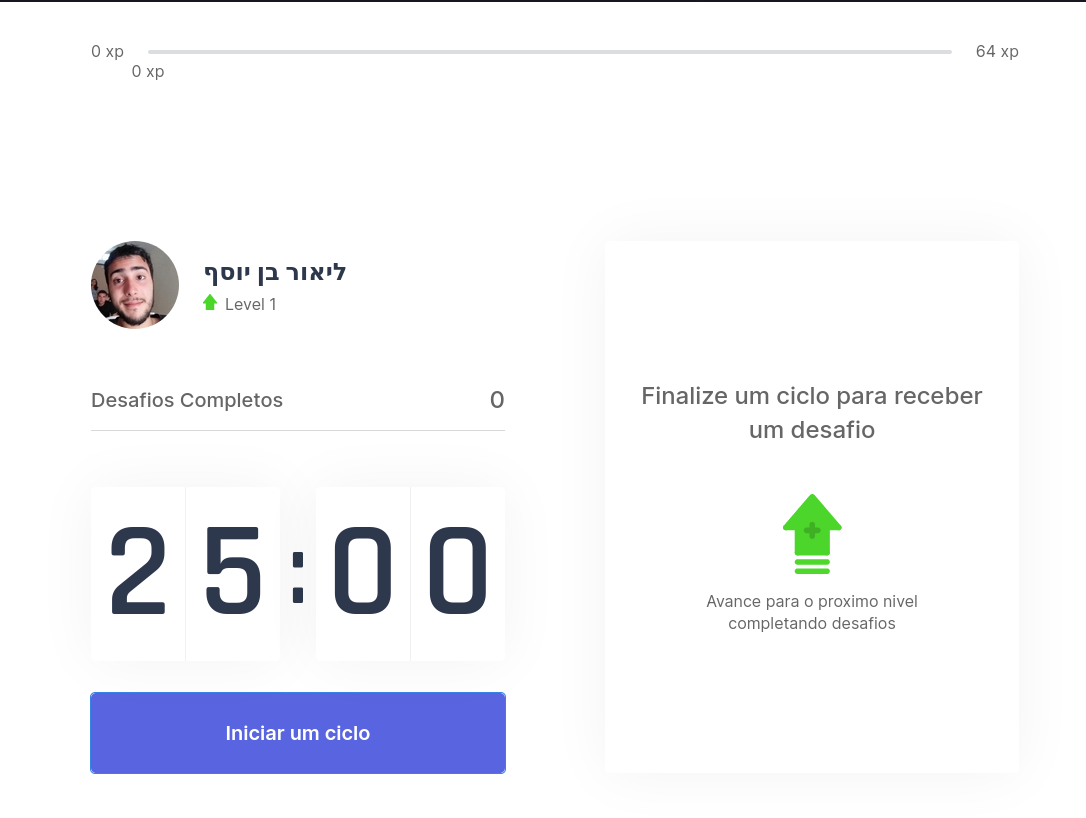 0 xp
64 xp
0 xp
ליאור בן יוסף
Level 1
Desafios Completos
0
25:00
Iniciar um ciclo
Finalize um ciclo para receber
um desafio
Avance para o proximo nivel
completando desafios